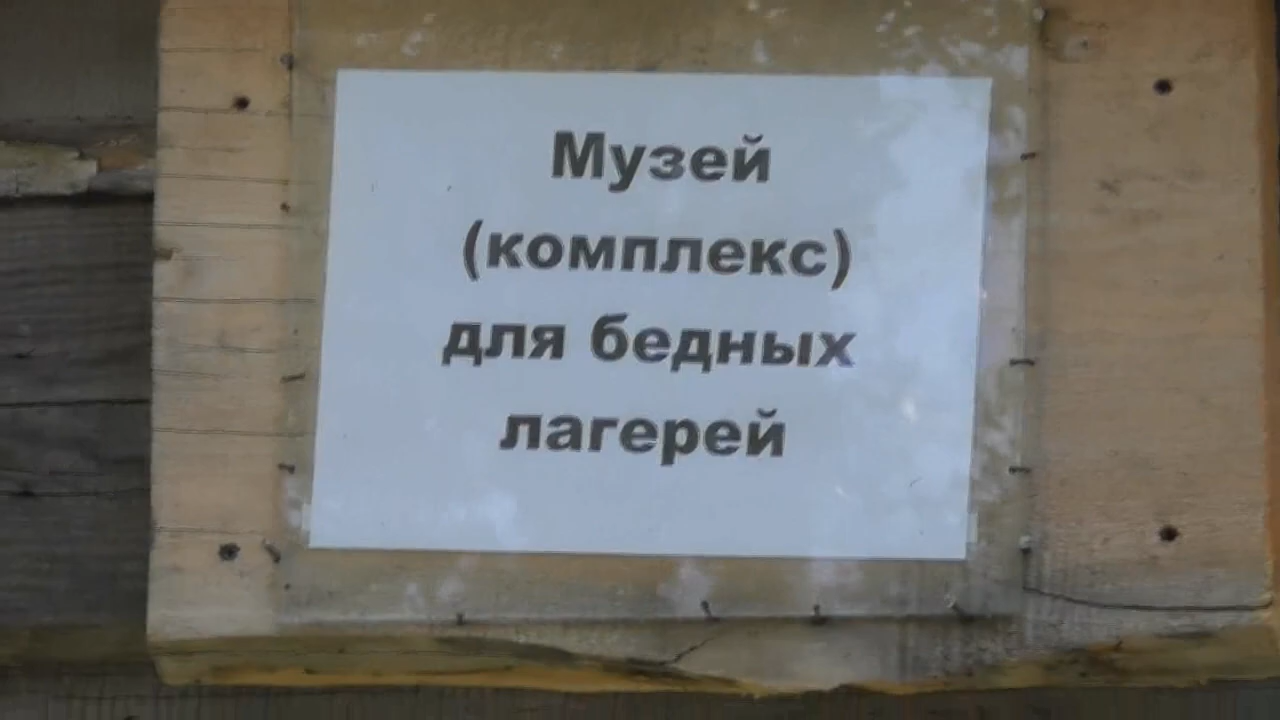 Музей
(комплекс)
для бедных
лагерей